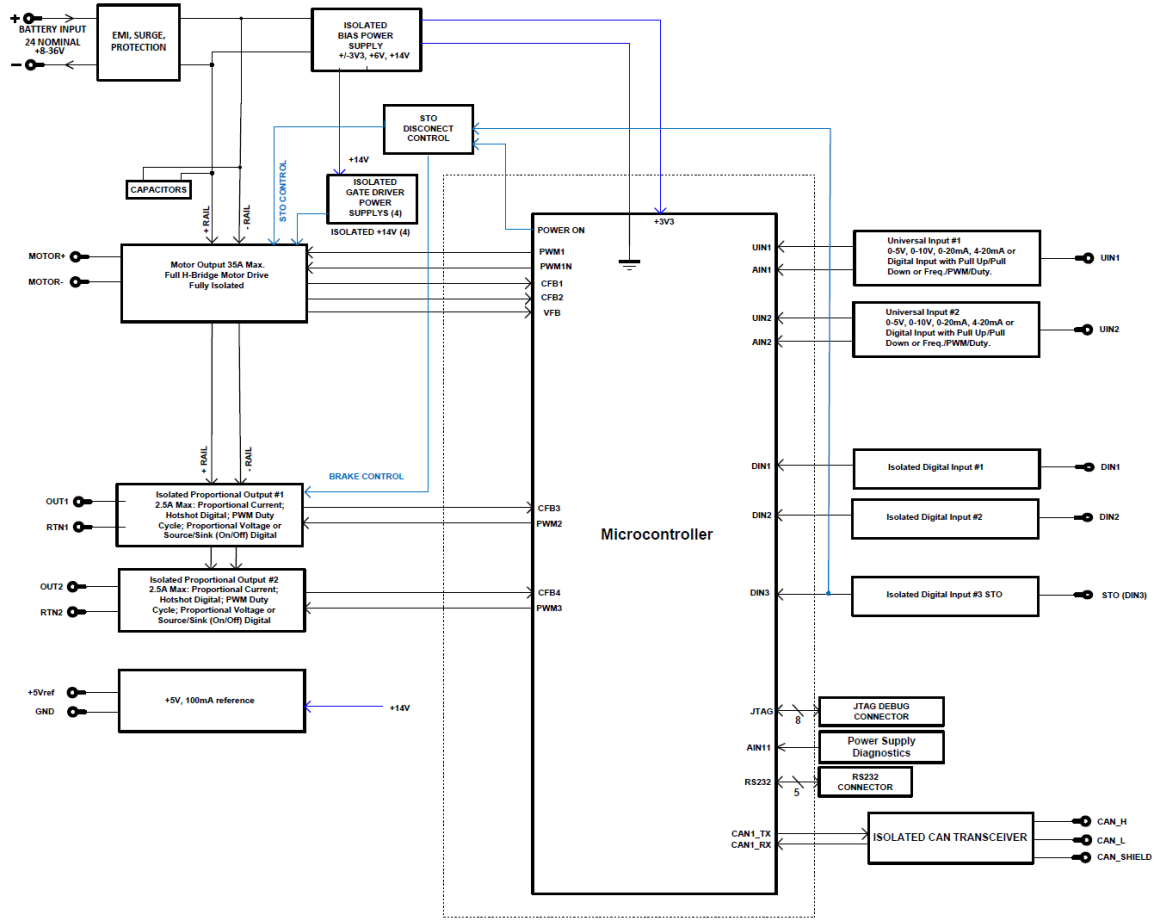 +
BATTERY INPUT
24 NOMINAL
+8-36V
–
EMI, SURGE,
PROTECTION
ISOLATED
BIAS POWER
SUPPLY
+/-3V3, +6V, +14V
STO
DISCONECT
CONTROL
STO CONTROL
+14V
CAPACITORS
ISOLATED
GATE DRIVER
POWER
SUPPLYS (4)
ISOLATED +14V (4)
+ RAIL
- RAIL
MOTOR+
MOTOR-
Motor Output 35A Max.
Full H-Bridge Motor Drive
Fully Isolated
+3V3
POWER ON
PWM1
PWM1N
CFB1
CFB2
VFB
UIN1
AIN1
Universal Input #1
0-5V, 0-10V, 0-20mA, 4-20mA or
Digital Input with Pull Up/Pull
Down or Freq./PWM/Duty.
UIN1
UIN2
AIN2
Universal Input #2
0-5V, 0-10V, 0-20mA, 4-20mA or
Digital Input with Pull Up/Pull
Down or Freq./PWM/Duty.
UIN2
+ RAIL
- RAIL
BRAKE CONTROL
DIN1
Isolated Digital Input #1
DIN1
OUT1
RTN1
Isolated Proportional Output #1
2.5A Max: Proportional Current;
Hotshot Digital; PWM Duty
Cycle; Proportional Voltage or
Source/Sink (On/Off) Digital
CFB3
PWM2
DIN2
Isolated Digital Input #2
DIN2
Microcontroller
OUT2
RTN2
Isolated Proportional Output #2
2.5A Max: Proportional Current;
Hotshot Digital; PWM Duty
Cycle; Proportional Voltage or
Source/Sink (On/Off) Digital
CFB4
PWM3
DIN3
Isolated Digital Input #3 STO
STO (DIN3)
+5Vref
GND
+5V, 100mA reference
+14V
JTAG
8
JTAG DEBUG
CONNECTOR
AIN11
Power Supply
Diagnostics
RS232
5
RS232
CONNECTOR
CAN1_TX
CAN1_RX
ISOLATED CAN TRANSCEIVER
CAN_H
CAN_L
CAN_SHIELD